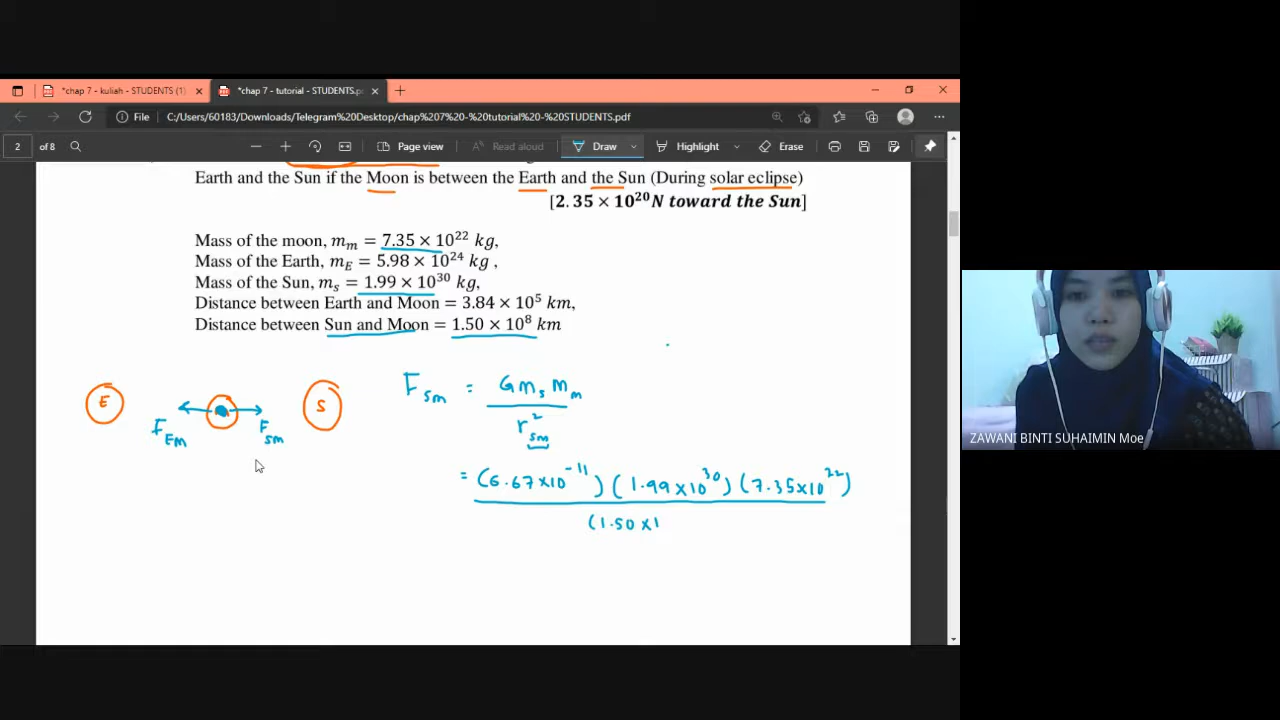 *chap 7 - kuliah - STUDENTS (1)
*chap 7 - tutorial - STUDENTS.p
File C:/Users/60183/Downloads/Telegram%20Desktop/chap%207%20-%20tutorial%20-%20STUDENTS.pdf
2 of 8 Page view Read aloud Draw Highlight Erase
Earth and the Sun if the Moon is between the Earth and the Sun (During solar eclipse)
[2.35 × 10²⁰N toward the Sun]
Mass of the moon, mₘ = 7.35 × 10²² kg,
Mass of the Earth, m_E = 5.98 × 10²⁴ kg ,
Mass of the Sun, mₛ = 1.99 × 10³⁰ kg,
Distance between Earth and Moon = 3.84 × 10⁵ km,
Distance between Sun and Moon = 1.50 × 10⁸ km
E S
F_Em F_sm
F_sm = G m_s m_m
r_sm²
= (6.67×10⁻¹¹) (1.99×10³⁰) (7.35×10²²)
(1.50 ×1
ZAWANI BINTI SUHAIMIN Moe